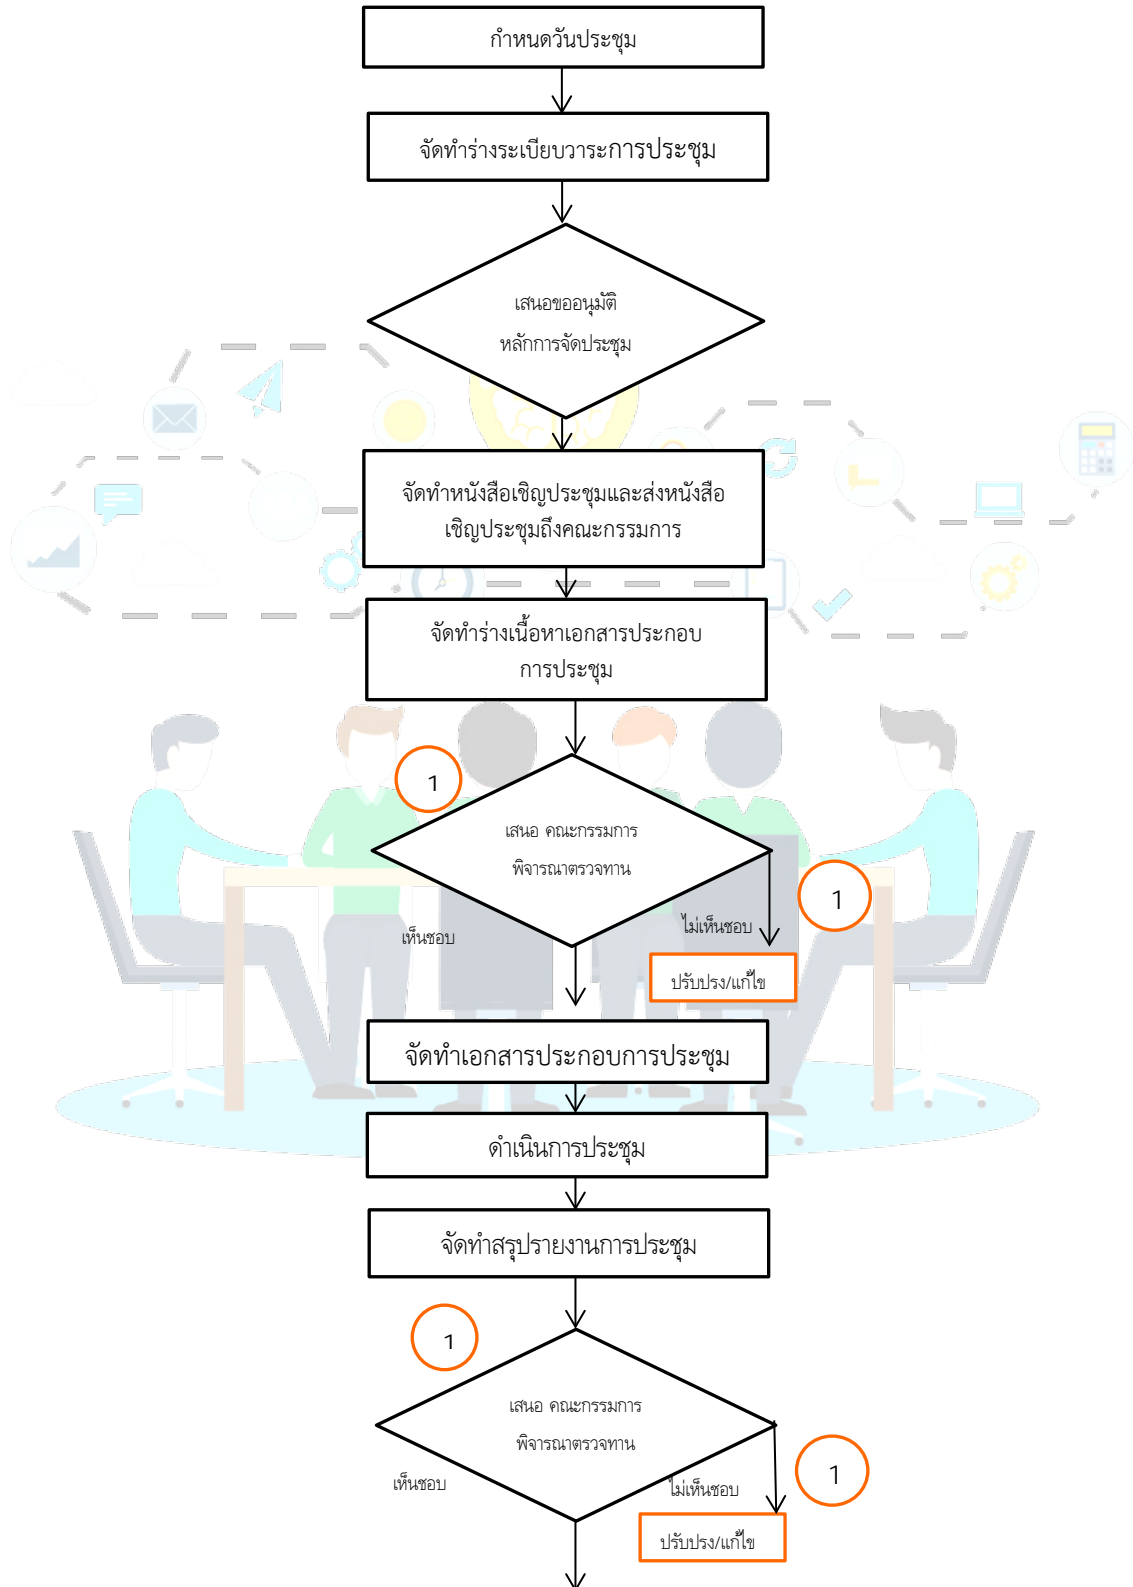 กำหนดวันประชุม
จัดทำร่างระเบียบวาระการประชุม
เสนอขออนุมัติ
หลักการจัดประชุม
จัดทำหนังสือเชิญประชุมและส่งหนังสือ
เชิญประชุมถึงคณะกรรมการ
จัดทำร่างเนื้อหาเอกสารประกอบ
การประชุม
1
เสนอ คณะกรรมการ
พิจารณาตรวจทาน
1
เห็นชอบ
ไม่เห็นชอบ
ปรับปรง/แก้ไข
จัดทำเอกสารประกอบการประชุม
ดำเนินการประชุม
จัดทำสรุปรายงานการประชุม
1
เสนอ คณะกรรมการ
พิจารณาตรวจทาน
1
เห็นชอบ
ไม่เห็นชอบ
ปรับปรง/แก้ไข